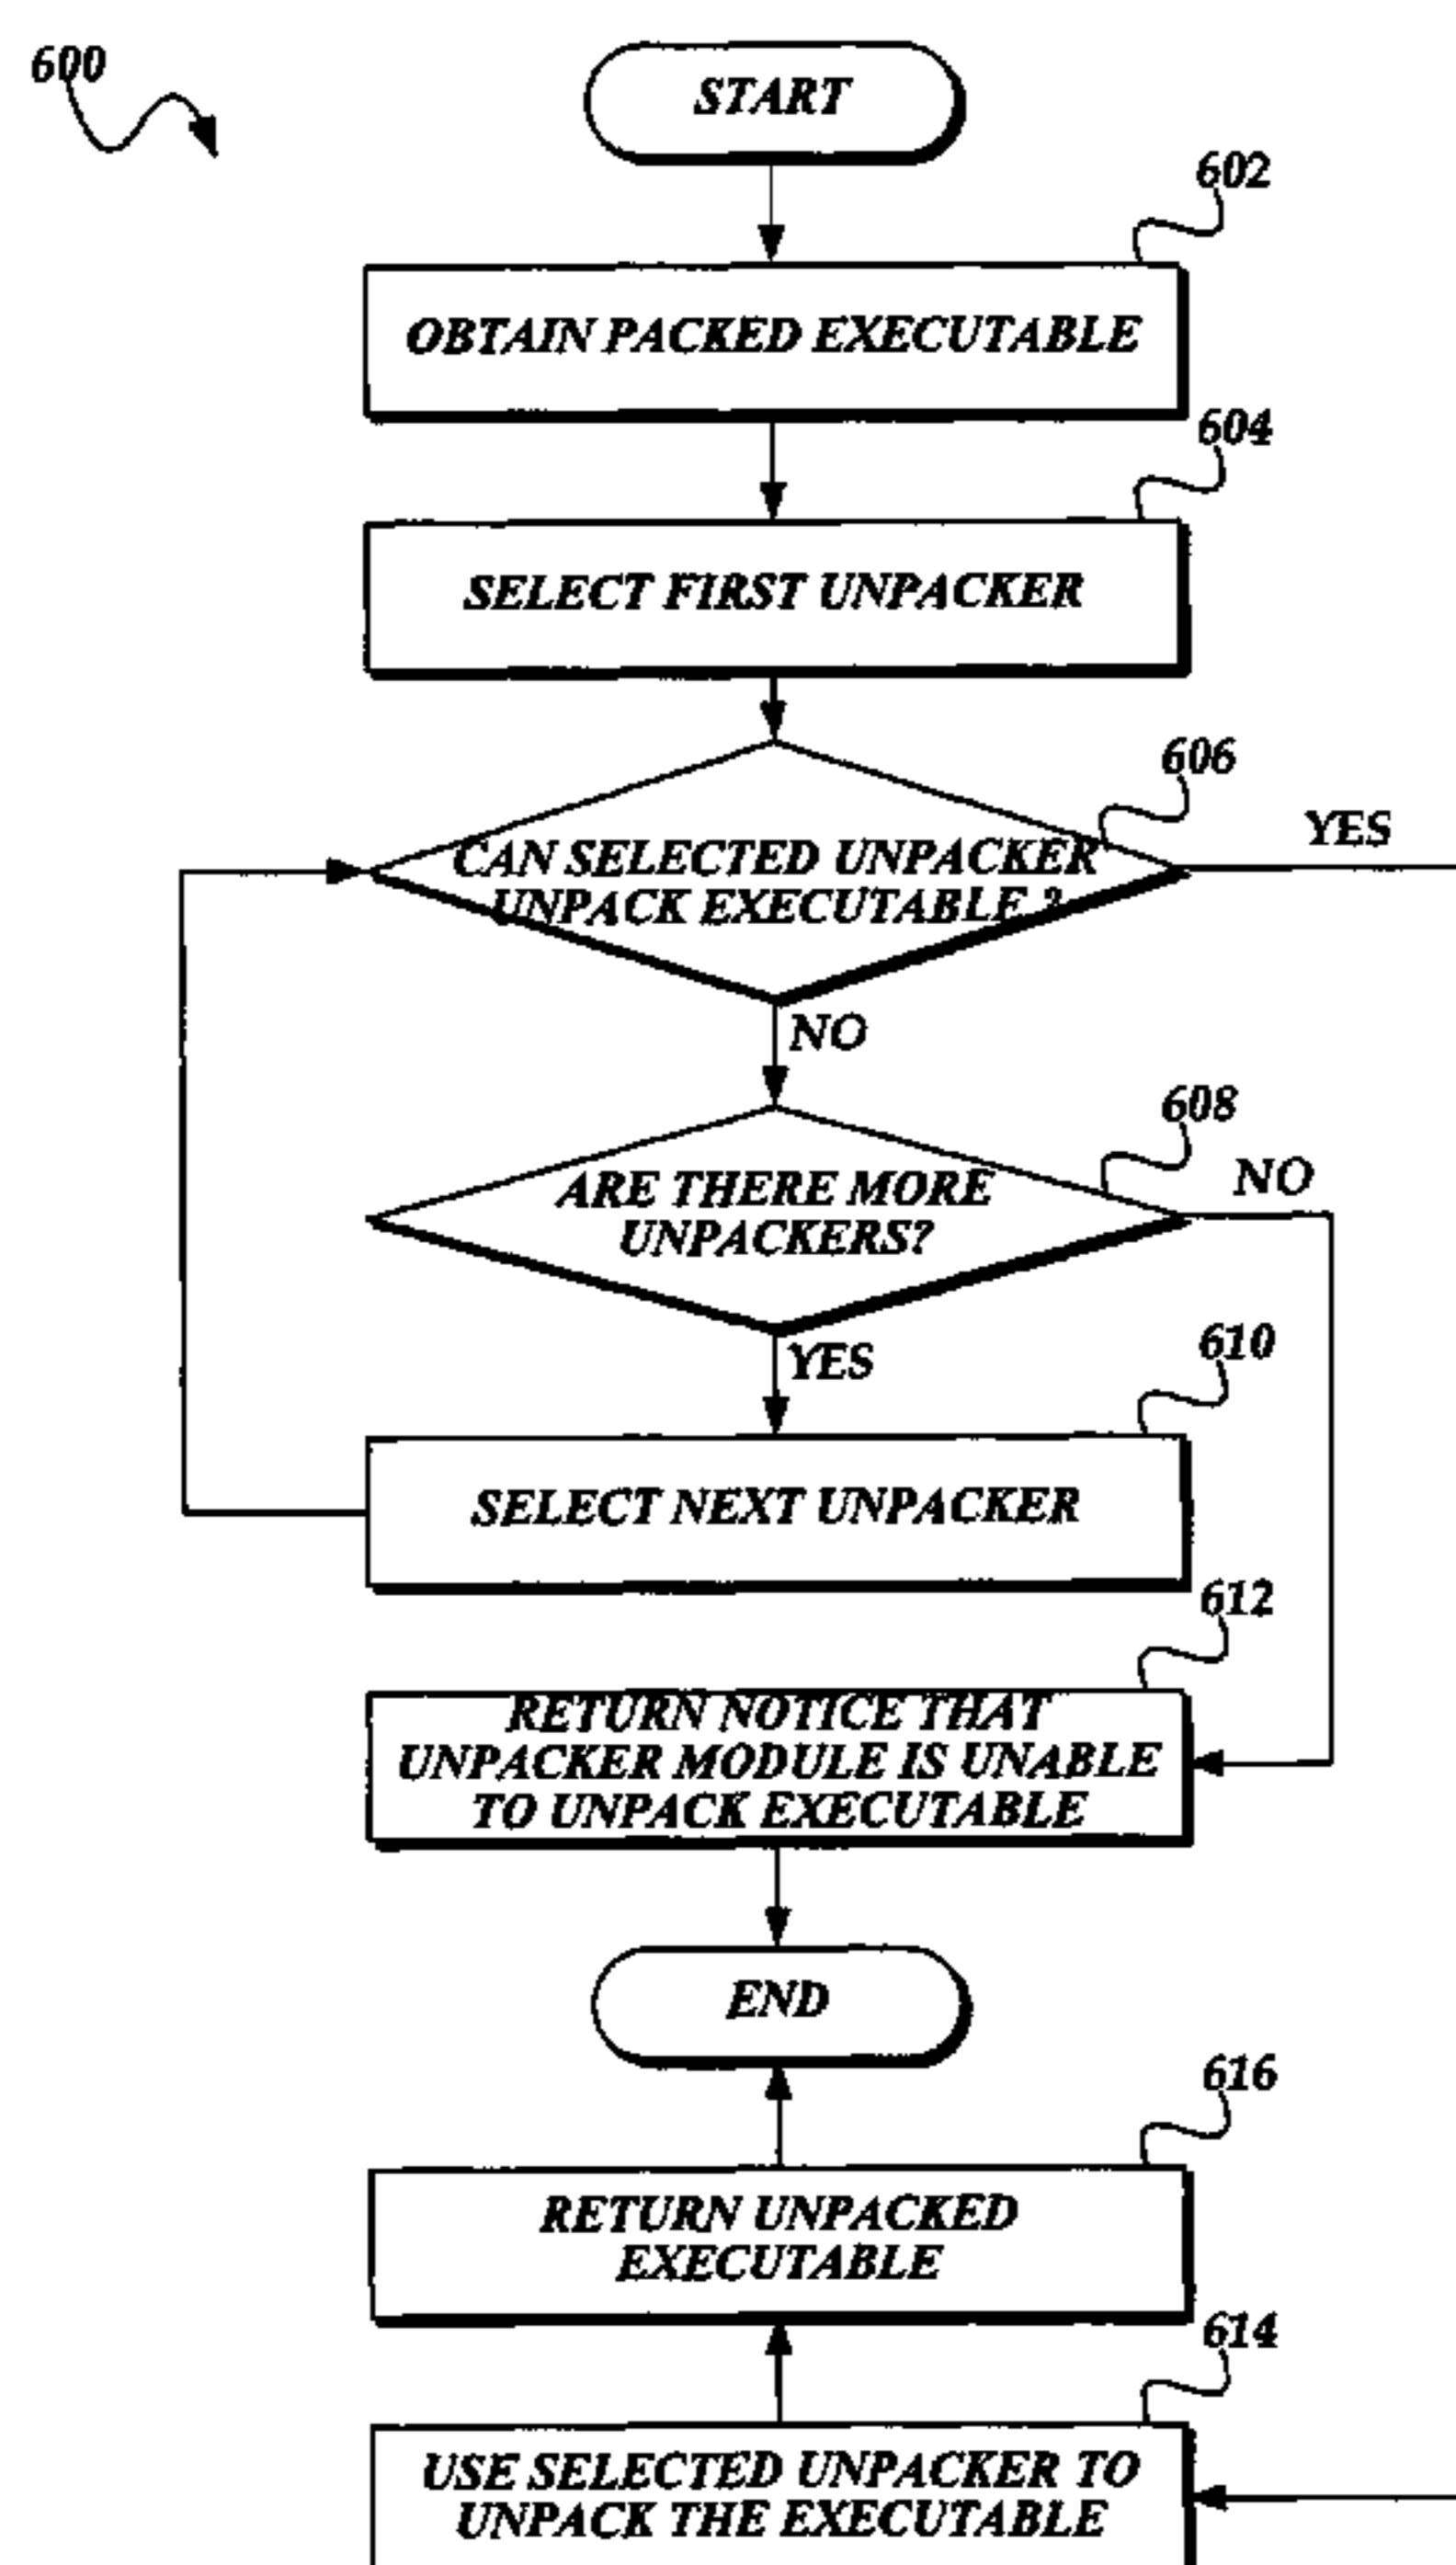 600
START
602
OBTAIN PACKED EXECUTABLE
604
SELECT FIRST UNPACKER
606
YES
CAN SELECTED UNPACKER
UNPACK EXECUTABLE ?
NO
608
NO
ARE THERE MORE
UNPACKERS?
YES
610
SELECT NEXT UNPACKER
612
RETURN NOTICE THAT
UNPACKER MODULE IS UNABLE
TO UNPACK EXECUTABLE
END
616
RETURN UNPACKED
EXECUTABLE
614
USE SELECTED UNPACKER TO
UNPACK THE EXECUTABLE